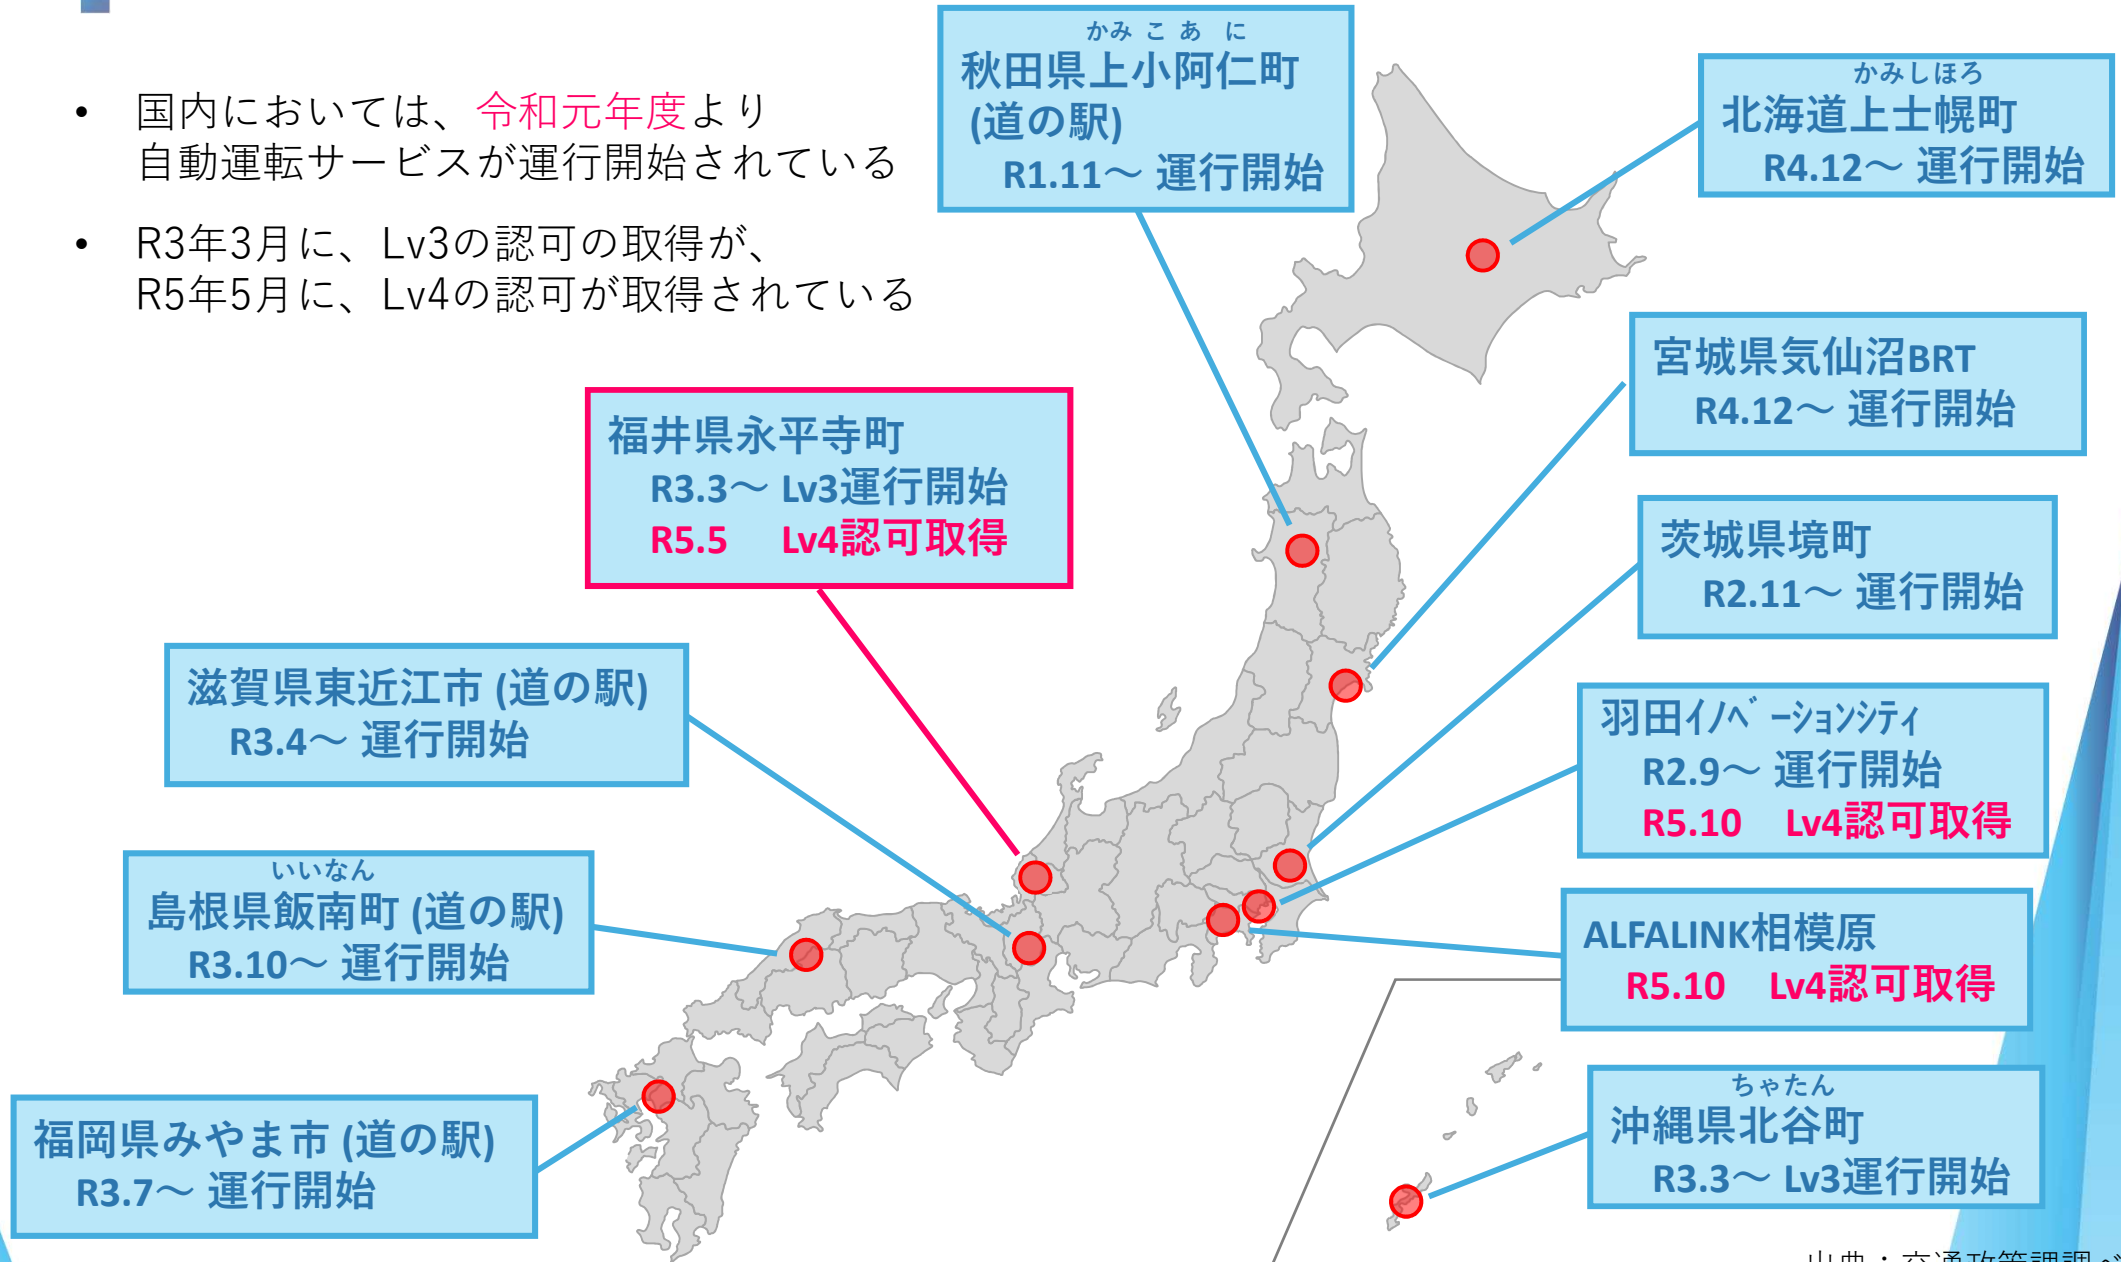 • 国内においては、令和元年度より
自動運転サービスが運行開始されている
• R3年3月に、Lv3の認可の取得が、
R5年5月に、Lv4の認可が取得されている
かみ こ あ に
秋田県上小阿仁町
(道の駅)
R1.11～ 運行開始
かみしほろ
北海道上士幌町
R4.12～ 運行開始
宮城県気仙沼BRT
R4.12～ 運行開始
福井県永平寺町
R3.3～ Lv3運行開始
R5.5 Lv4認可取得
茨城県境町
R2.11～ 運行開始
滋賀県東近江市 (道の駅)
R3.4～ 運行開始
羽田ｲﾉﾍﾞｰｼｮﾝｼﾃｨ
R2.9～ 運行開始
R5.10 Lv4認可取得
いいなん
島根県飯南町 (道の駅)
R3.10～ 運行開始
ALFALINK相模原
R5.10 Lv4認可取得
ちゃたん
沖縄県北谷町
R3.3～ Lv3運行開始
福岡県みやま市 (道の駅)
R3.7～ 運行開始
出典：交通政策課調べ